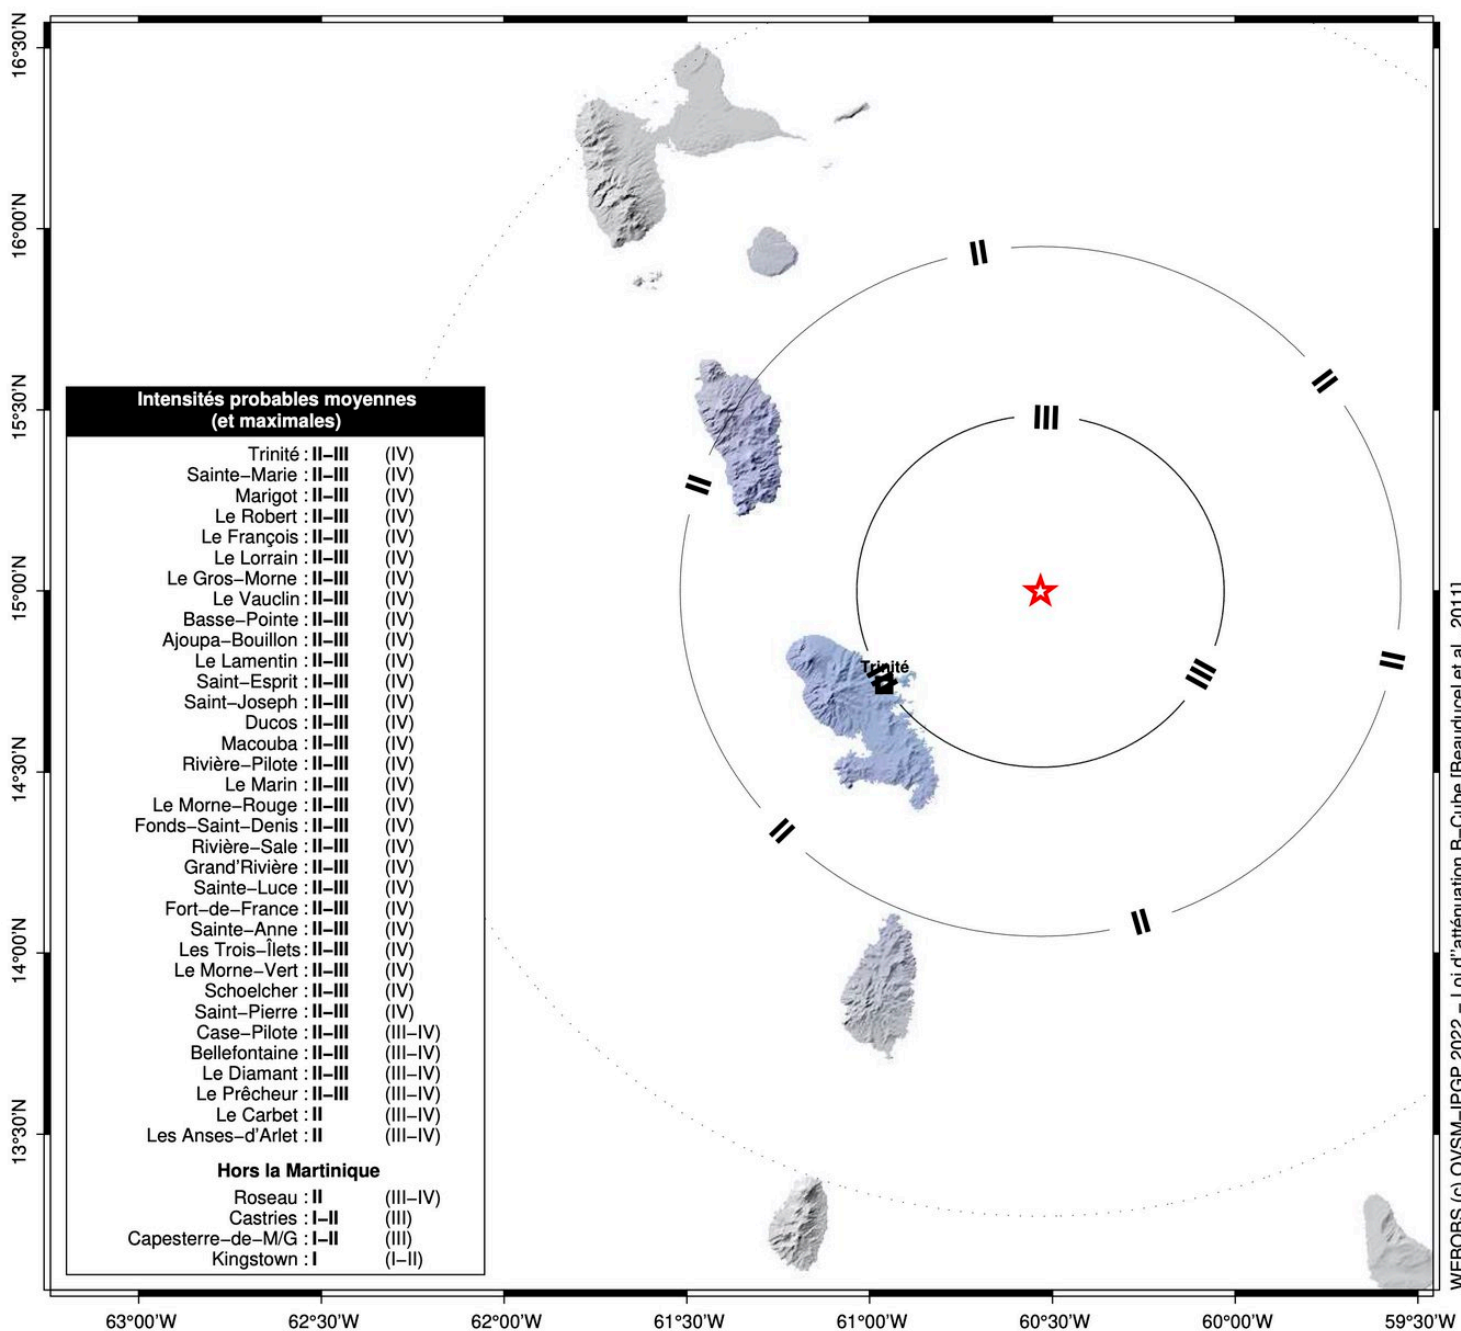 16°30'N
16°00'N
15°30'N
15°00'N
14°30'N
14°00'N
13°30'N
II
II
III
II
II
III
II
II
Trinité
Intensités probables moyennes
(et maximales)
Trinité : II–III (IV)
Sainte–Marie : II–III (IV)
Marigot : II–III (IV)
Le Robert : II–III (IV)
Le François : II–III (IV)
Le Lorrain : II–III (IV)
Le Gros–Morne : II–III (IV)
Le Vauclin : II–III (IV)
Basse–Pointe : II–III (IV)
Ajoupa–Bouillon : II–III (IV)
Le Lamentin : II–III (IV)
Saint–Esprit : II–III (IV)
Saint–Joseph : II–III (IV)
Ducos : II–III (IV)
Macouba : II–III (IV)
Rivière–Pilote : II–III (IV)
Le Marin : II–III (IV)
Le Morne–Rouge : II–III (IV)
Fonds–Saint–Denis : II–III (IV)
Rivière–Sale : II–III (IV)
Grand'Rivière : II–III (IV)
Sainte–Luce : II–III (IV)
Fort–de–France : II–III (IV)
Sainte–Anne : II–III (IV)
Les Trois–Îlets : II–III (IV)
Le Morne–Vert : II–III (IV)
Schoelcher : II–III (IV)
Saint–Pierre : II–III (IV)
Case–Pilote : II–III (III–IV)
Bellefontaine : II–III (III–IV)
Le Diamant : II–III (III–IV)
Le Prêcheur : II–III (III–IV)
Le Carbet : II (III–IV)
Les Anses–d'Arlet : II (III–IV)
Hors la Martinique
Roseau : II (III–IV)
Castries : I–II (III)
Capesterre–de–M/G : I–II (III)
Kingstown : I (I–II)
63°00'W 62°30'W 62°00'W 61°30'W 61°00'W 60°30'W 60°00'W 59°30'W
WEBOBS (c) OVSM–IPGP 2022 – Loi d''atténuation B–Cube [Beauducel et al., 2011]